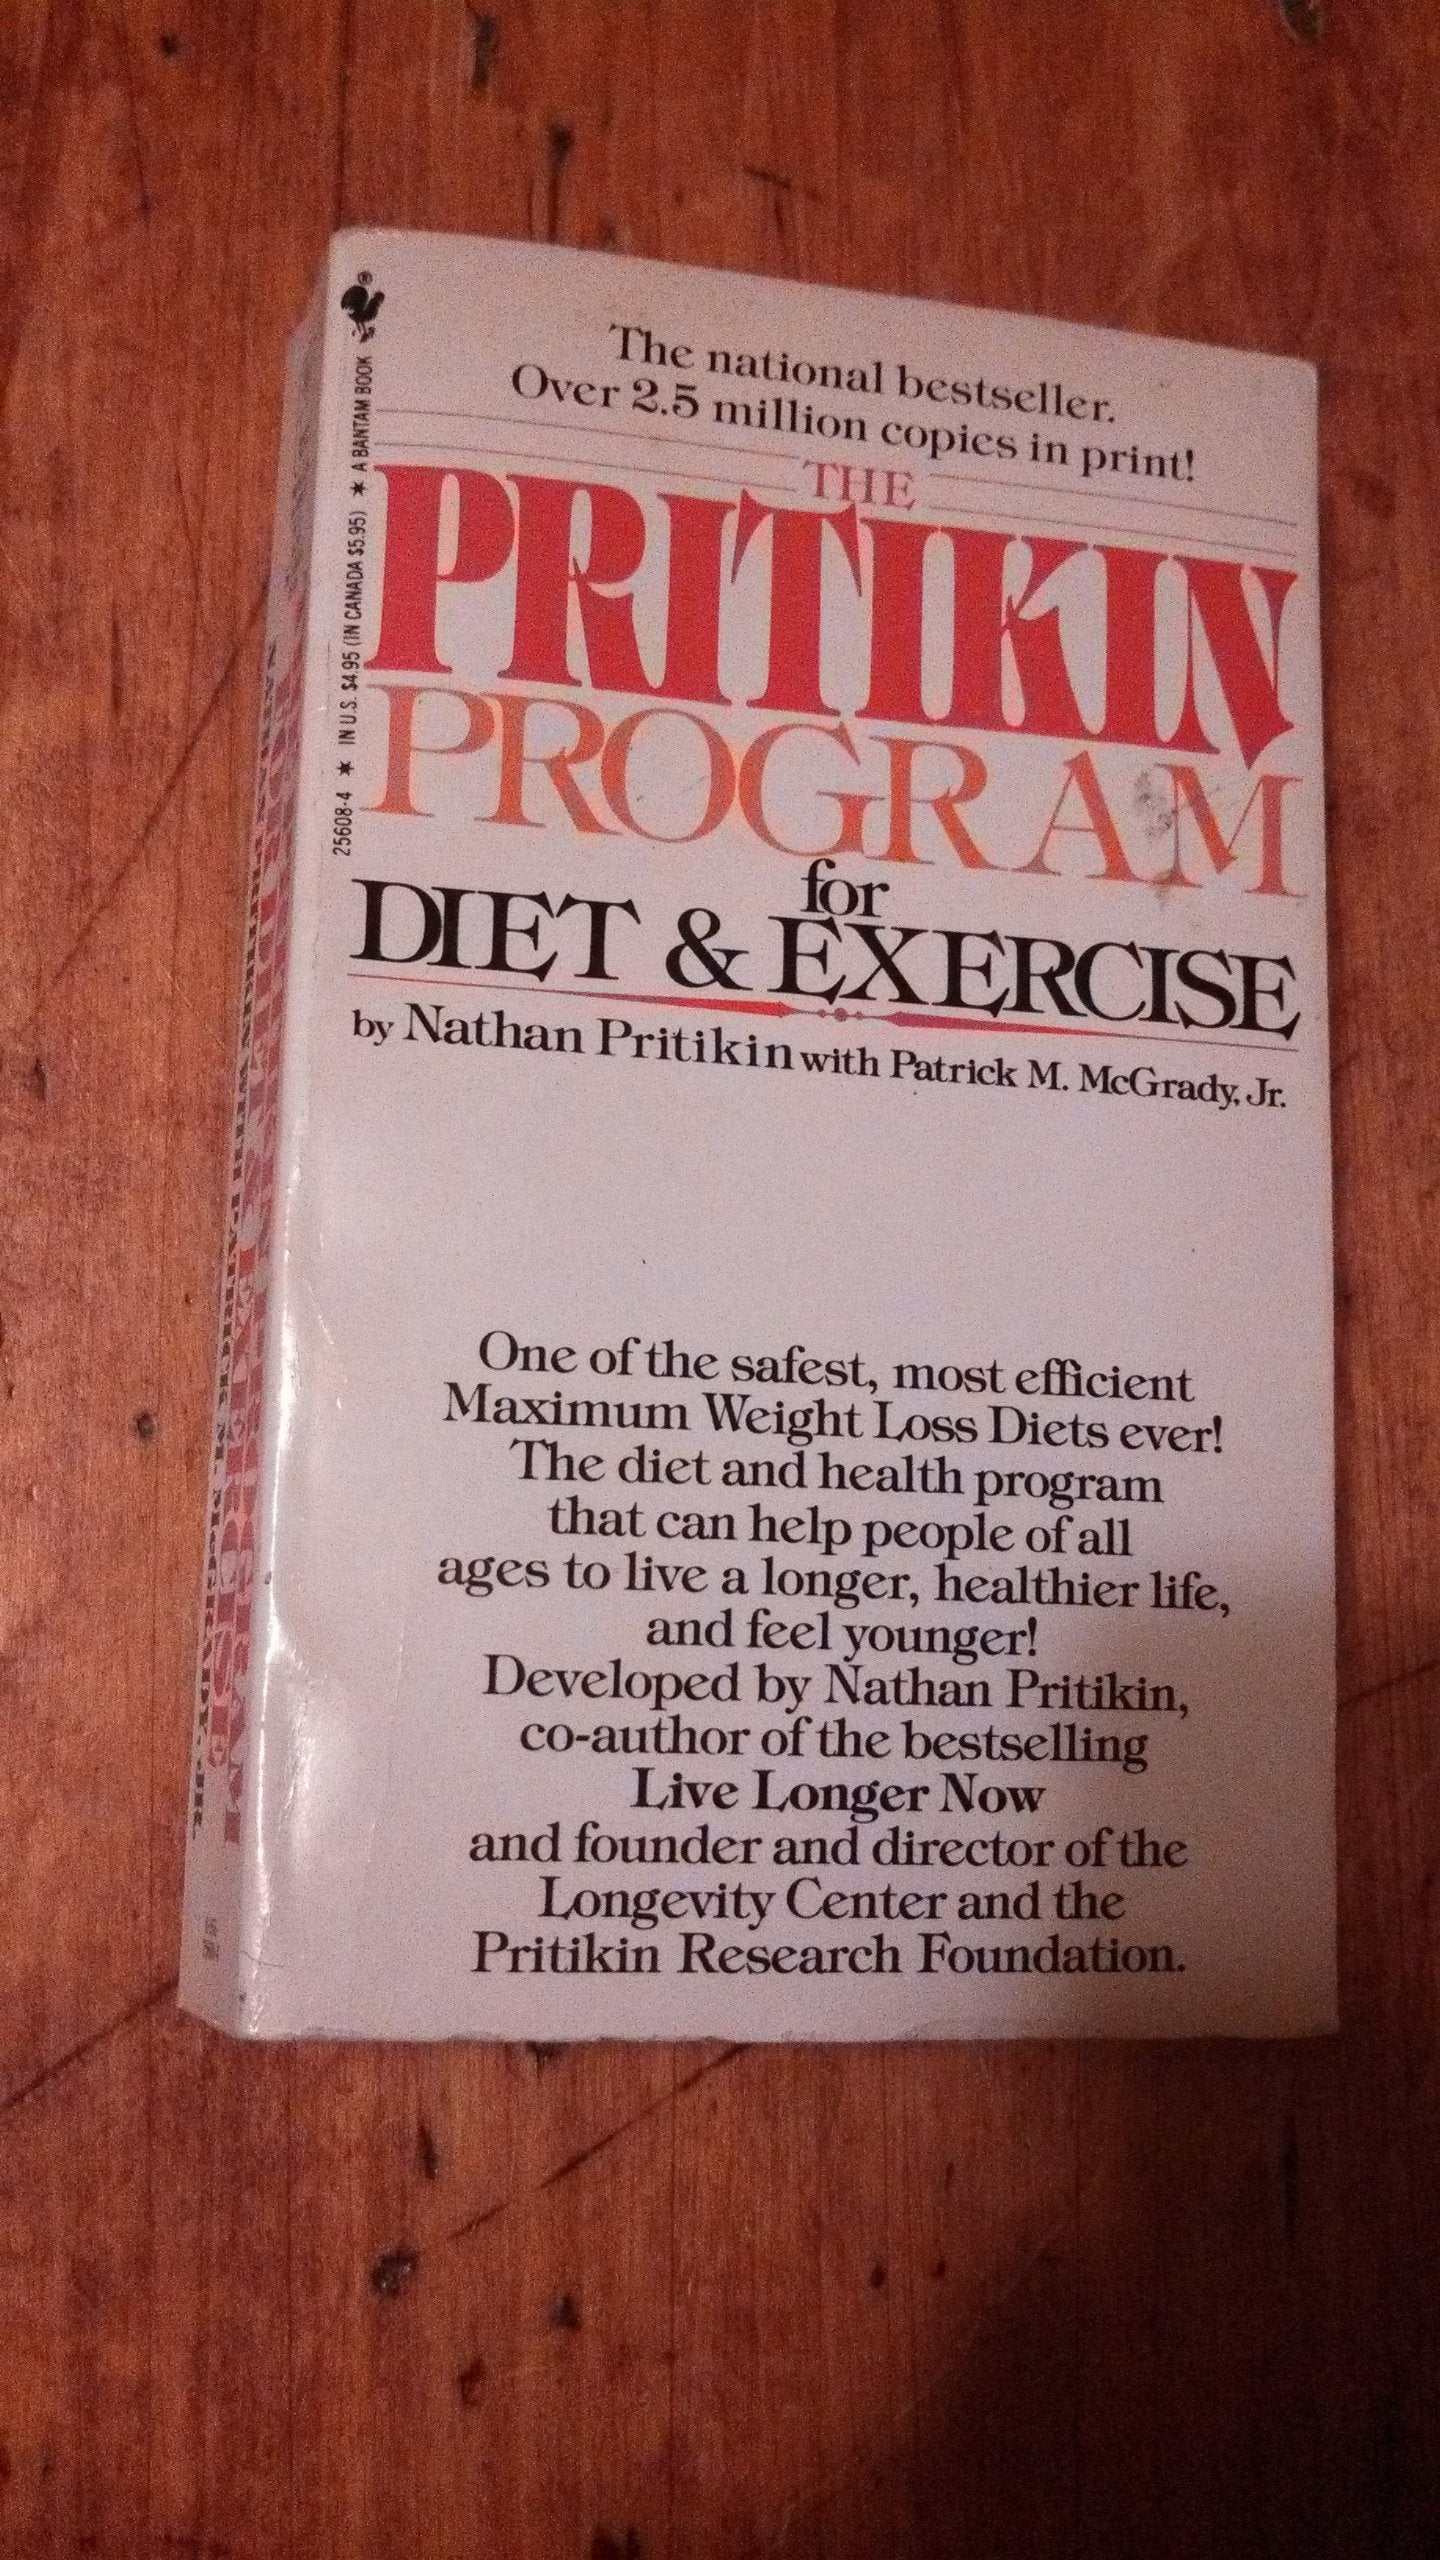 The national bestseller.
Over 2.5 million copies in print!
THE
PRITIKIN
PROGRAM
for
DIET & EXERCISE
by Nathan Pritikin with Patrick M. McGrady, Jr.
One of the safest, most efficient
Maximum Weight Loss Diets ever!
The diet and health program
that can help people of all
ages to live a longer, healthier life,
and feel younger!
Developed by Nathan Pritikin,
co-author of the bestselling
Live Longer Now
and founder and director of the
Longevity Center and the
Pritikin Research Foundation.
25608-4 ★ IN U.S. $4.95 (IN CANADA $5.95) ★ A BANTAM BOOK ®